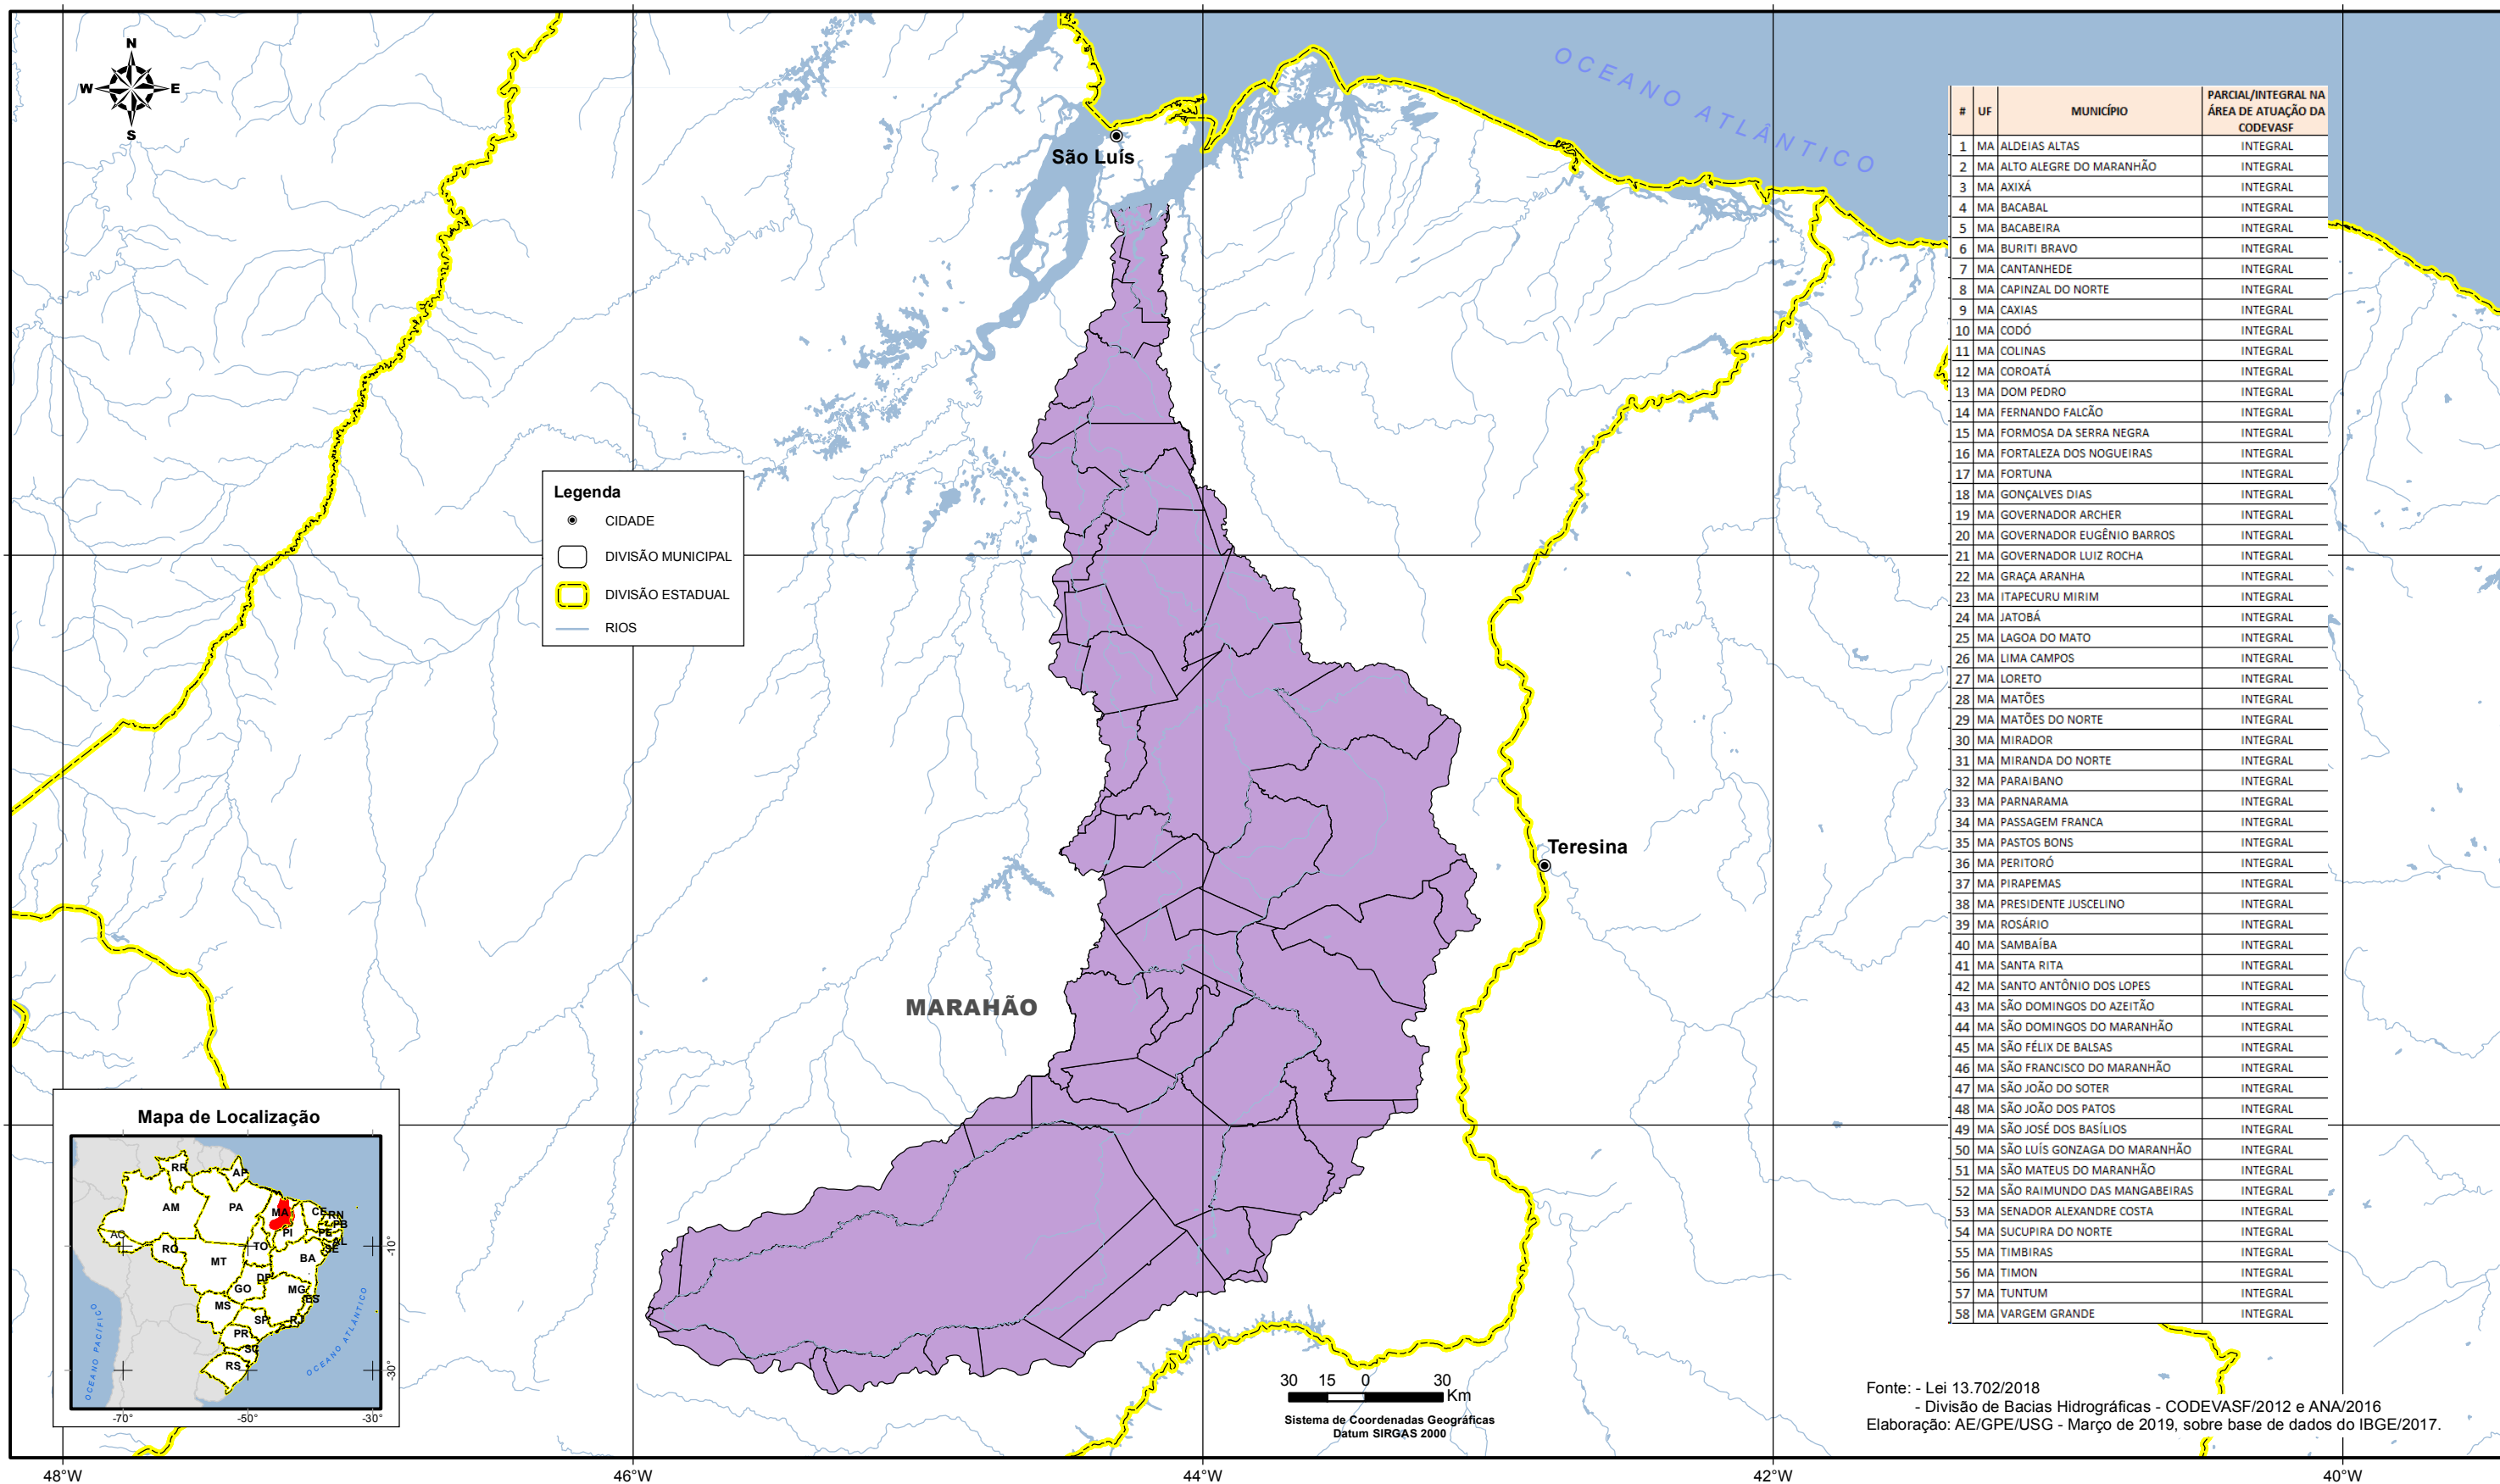 N
W E
S
OCEANO ATLÂNTICO
São Luís
Teresina
MARAHÃO
Legenda
CIDADE
DIVISÃO MUNICIPAL
DIVISÃO ESTADUAL
RIOS
# UF MUNICÍPIO PARCIAL/INTEGRAL NA
ÁREA DE ATUAÇÃO DA
CODEVASF
1 MA ALDEIAS ALTAS INTEGRAL
2 MA ALTO ALEGRE DO MARANHÃO INTEGRAL
3 MA AXIXÁ INTEGRAL
4 MA BACABAL INTEGRAL
5 MA BACABEIRA INTEGRAL
6 MA BURITI BRAVO INTEGRAL
7 MA CANTANHEDE INTEGRAL
8 MA CAPINZAL DO NORTE INTEGRAL
9 MA CAXIAS INTEGRAL
10 MA CODÓ INTEGRAL
11 MA COLINAS INTEGRAL
12 MA COROATÁ INTEGRAL
13 MA DOM PEDRO INTEGRAL
14 MA FERNANDO FALCÃO INTEGRAL
15 MA FORMOSA DA SERRA NEGRA INTEGRAL
16 MA FORTALEZA DOS NOGUEIRAS INTEGRAL
17 MA FORTUNA INTEGRAL
18 MA GONÇALVES DIAS INTEGRAL
19 MA GOVERNADOR ARCHER INTEGRAL
20 MA GOVERNADOR EUGÊNIO BARROS INTEGRAL
21 MA GOVERNADOR LUIZ ROCHA INTEGRAL
22 MA GRAÇA ARANHA INTEGRAL
23 MA ITAPECURU MIRIM INTEGRAL
24 MA JATOBÁ INTEGRAL
25 MA LAGOA DO MATO INTEGRAL
26 MA LIMA CAMPOS INTEGRAL
27 MA LORETO INTEGRAL
28 MA MATÕES INTEGRAL
29 MA MATÕES DO NORTE INTEGRAL
30 MA MIRADOR INTEGRAL
31 MA MIRANDA DO NORTE INTEGRAL
32 MA PARAIBANO INTEGRAL
33 MA PARNARAMA INTEGRAL
34 MA PASSAGEM FRANCA INTEGRAL
35 MA PASTOS BONS INTEGRAL
36 MA PERITORÓ INTEGRAL
37 MA PIRAPEMAS INTEGRAL
38 MA PRESIDENTE JUSCELINO INTEGRAL
39 MA ROSÁRIO INTEGRAL
40 MA SAMBAÍBA INTEGRAL
41 MA SANTA RITA INTEGRAL
42 MA SANTO ANTÔNIO DOS LOPES INTEGRAL
43 MA SÃO DOMINGOS DO AZEITÃO INTEGRAL
44 MA SÃO DOMINGOS DO MARANHÃO INTEGRAL
45 MA SÃO FÉLIX DE BALSAS INTEGRAL
46 MA SÃO FRANCISCO DO MARANHÃO INTEGRAL
47 MA SÃO JOÃO DO SOTER INTEGRAL
48 MA SÃO JOÃO DOS PATOS INTEGRAL
49 MA SÃO JOSÉ DOS BASÍLIOS INTEGRAL
50 MA SÃO LUÍS GONZAGA DO MARANHÃO INTEGRAL
51 MA SÃO MATEUS DO MARANHÃO INTEGRAL
52 MA SÃO RAIMUNDO DAS MANGABEIRAS INTEGRAL
53 MA SENADOR ALEXANDRE COSTA INTEGRAL
54 MA SUCUPIRA DO NORTE INTEGRAL
55 MA TIMBIRAS INTEGRAL
56 MA TIMON INTEGRAL
57 MA TUNTUM INTEGRAL
58 MA VARGEM GRANDE INTEGRAL
Mapa de Localização
RR AP
AM PA MA CE RN
PB
PI PE
AC AL
RO TO SE
MT BA
DF
GO MG
MS ES
SP RJ
PR
SC
RS
OCEANO PACÍFICO
OCEANO ATLÂNTICO
-10°
-30°
-70° -50° -30°
30 15 0 30
Km
Sistema de Coordenadas Geográficas
Datum SIRGAS 2000
Fonte: - Lei 13.702/2018
- Divisão de Bacias Hidrográficas - CODEVASF/2012 e ANA/2016
Elaboração: AE/GPE/USG - Março de 2019, sobre base de dados do IBGE/2017.
48°W 46°W 44°W 42°W 40°W